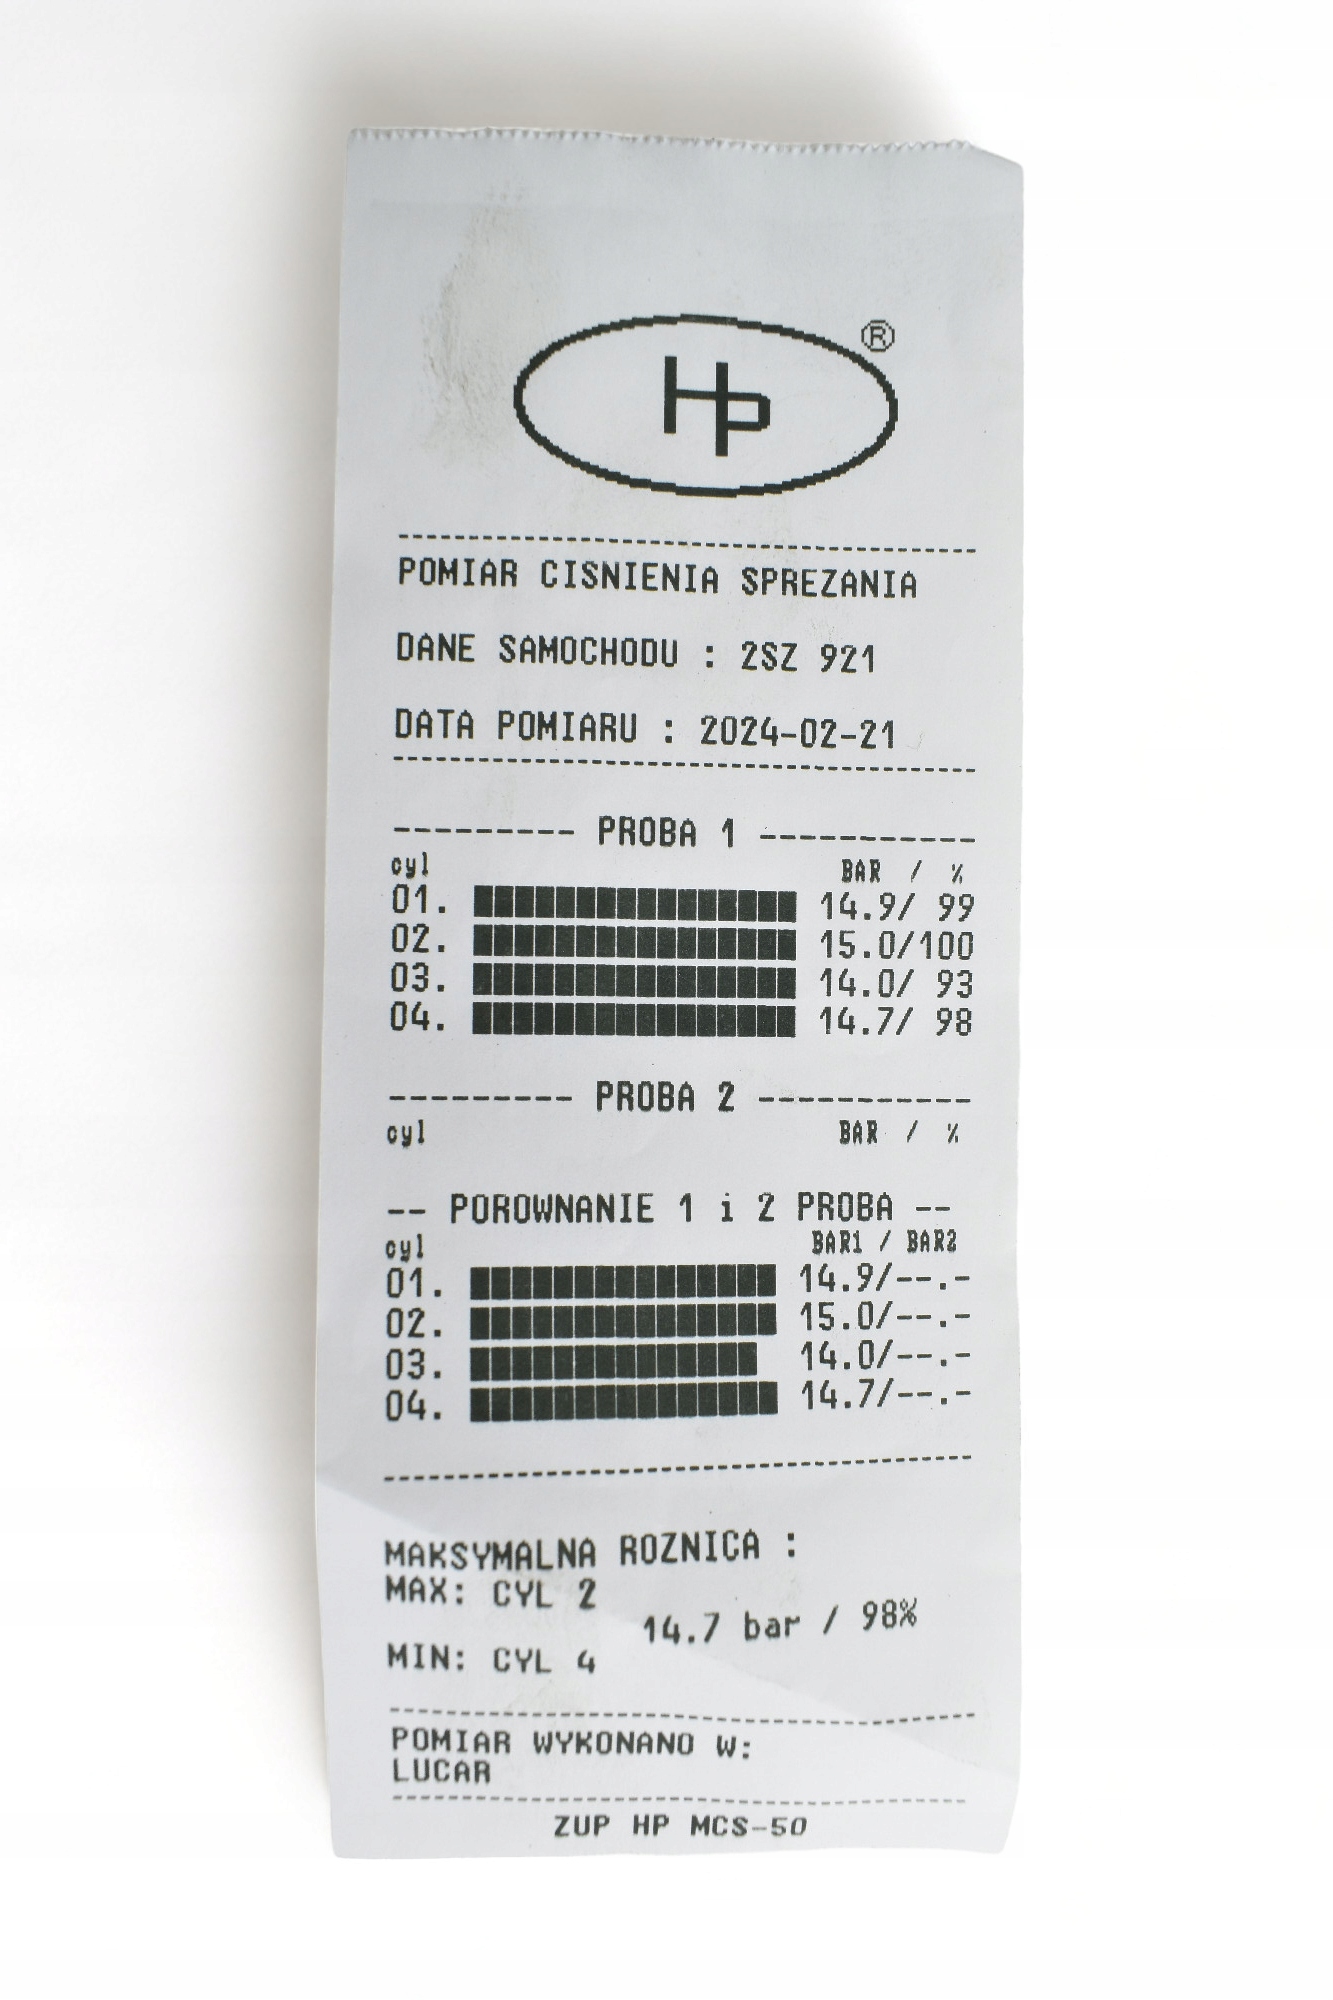 HP ®
POMIAR CISNIENIA SPREZANIA
DANE SAMOCHODU : 2SZ 921
DATA POMIARU : 2024-02-21
--------- PROBA 1 -----------
cyl BAR / %
01. 14.9/ 99
02. 15.0/100
03. 14.0/ 93
04. 14.7/ 98
--------- PROBA 2 -----------
cyl BAR / %
-- POROWNANIE 1 i 2 PROBA --
cyl BAR1 / BAR2
01. 14.9/--.-
02. 15.0/--.-
03. 14.0/--.-
04. 14.7/--.-
MAKSYMALNA ROZNICA :
MAX: CYL 2
14.7 bar / 98%
MIN: CYL 4
POMIAR WYKONANO W:
LUCAR
ZUP HP MCS-50